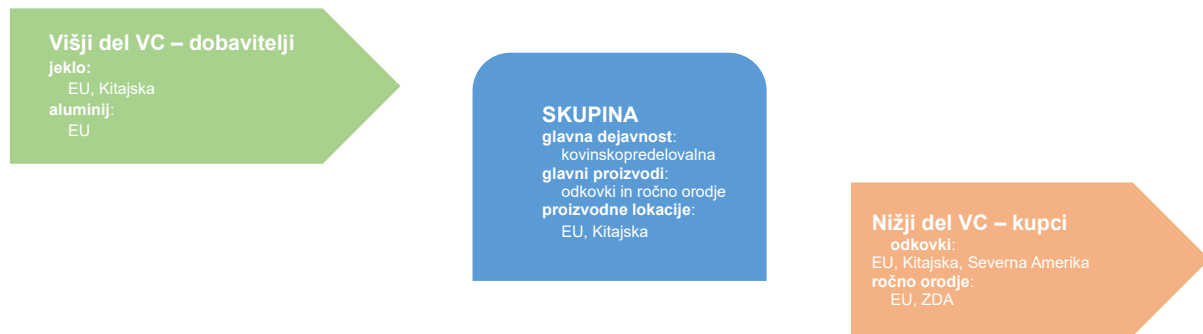 Višji del VC – dobavitelji
jeklo:
EU, Kitajska
aluminij:
EU
SKUPINA
glavna dejavnost:
kovinskopredelovalna
glavni proizvodi:
odkovki in ročno orodje
proizvodne lokacije:
EU, Kitajska
Nižji del VC – kupci
odkovki:
EU, Kitajska, Severna Amerika
ročno orodje:
EU, ZDA